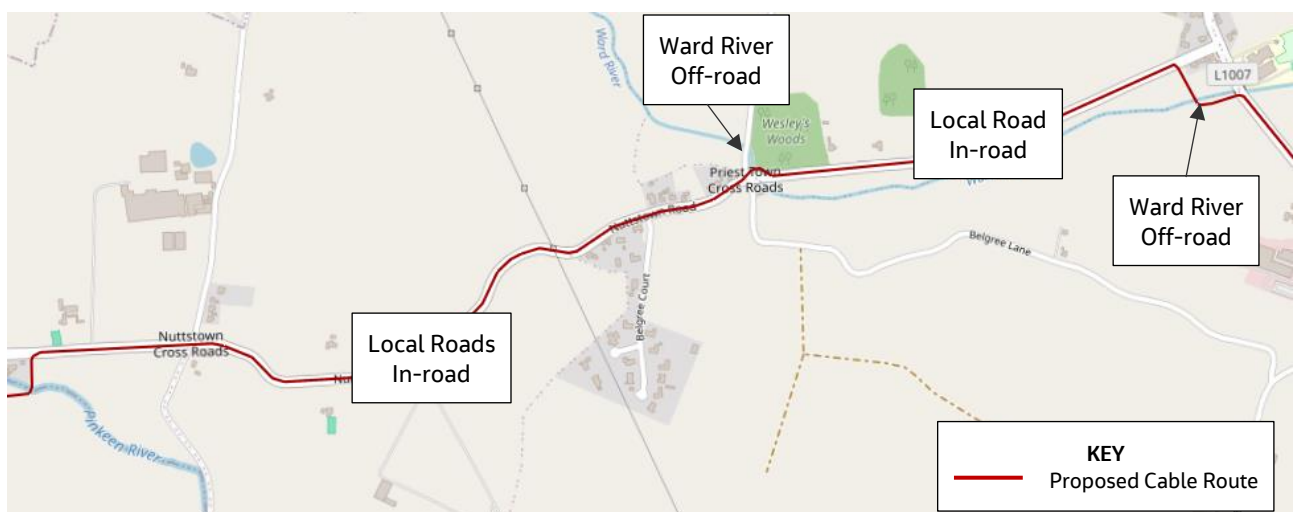 Ward River
Ward River
Off-road
L1007
Wesley's
Woods
Local Road
In-road
Priest Town
Cross Roads
Nuttstown Road
Ward River
Off-road
Belgree Lane
Belgree Court
Nuttstown
Cross Roads
Local Roads
In-road
Pinkeen River
KEY
Proposed Cable Route